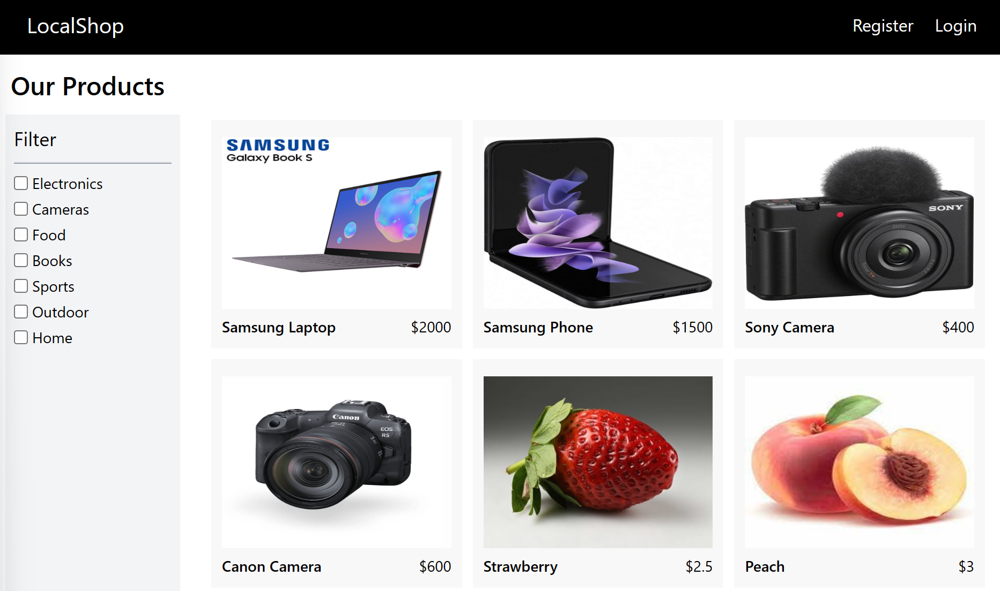 LocalShop
Register
Login
Our Products
Filter
Electronics
Cameras
Food
Books
Sports
Outdoor
Home
SAMSUNG
Galaxy Book S
SONY
ZEISS
Samsung Laptop $2000
Samsung Phone $1500
Sony Camera $400
Canon
EOS
R5
Canon Camera $600
Strawberry $2.5
Peach $3